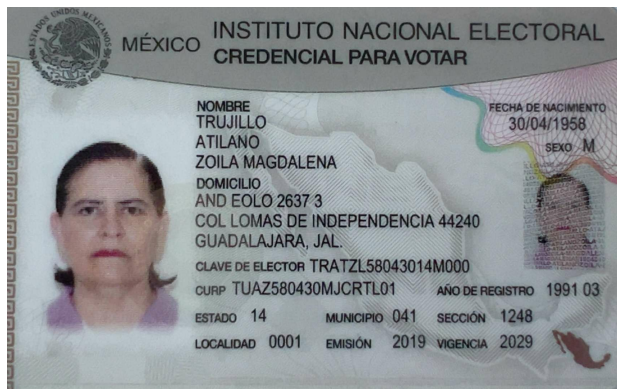 ESTADOS UNIDOS MEXICANOS
MÉXICO
INSTITUTO NACIONAL ELECTORAL
CREDENCIAL PARA VOTAR
NOMBRE
TRUJILLO
ATILANO
ZOILA MAGDALENA
FECHA DE NACIMIENTO
30/04/1958
SEXO M
DOMICILIO
AND EOLO 2637 3
COL LOMAS DE INDEPENDENCIA 44240
GUADALAJARA, JAL.
CLAVE DE ELECTOR TRATZL58043014M000
CURP TUAZ580430MJCRTL01 AÑO DE REGISTRO 1991 03
ESTADO 14 MUNICIPIO 041 SECCIÓN 1248
LOCALIDAD 0001 EMISIÓN 2019 VIGENCIA 2029